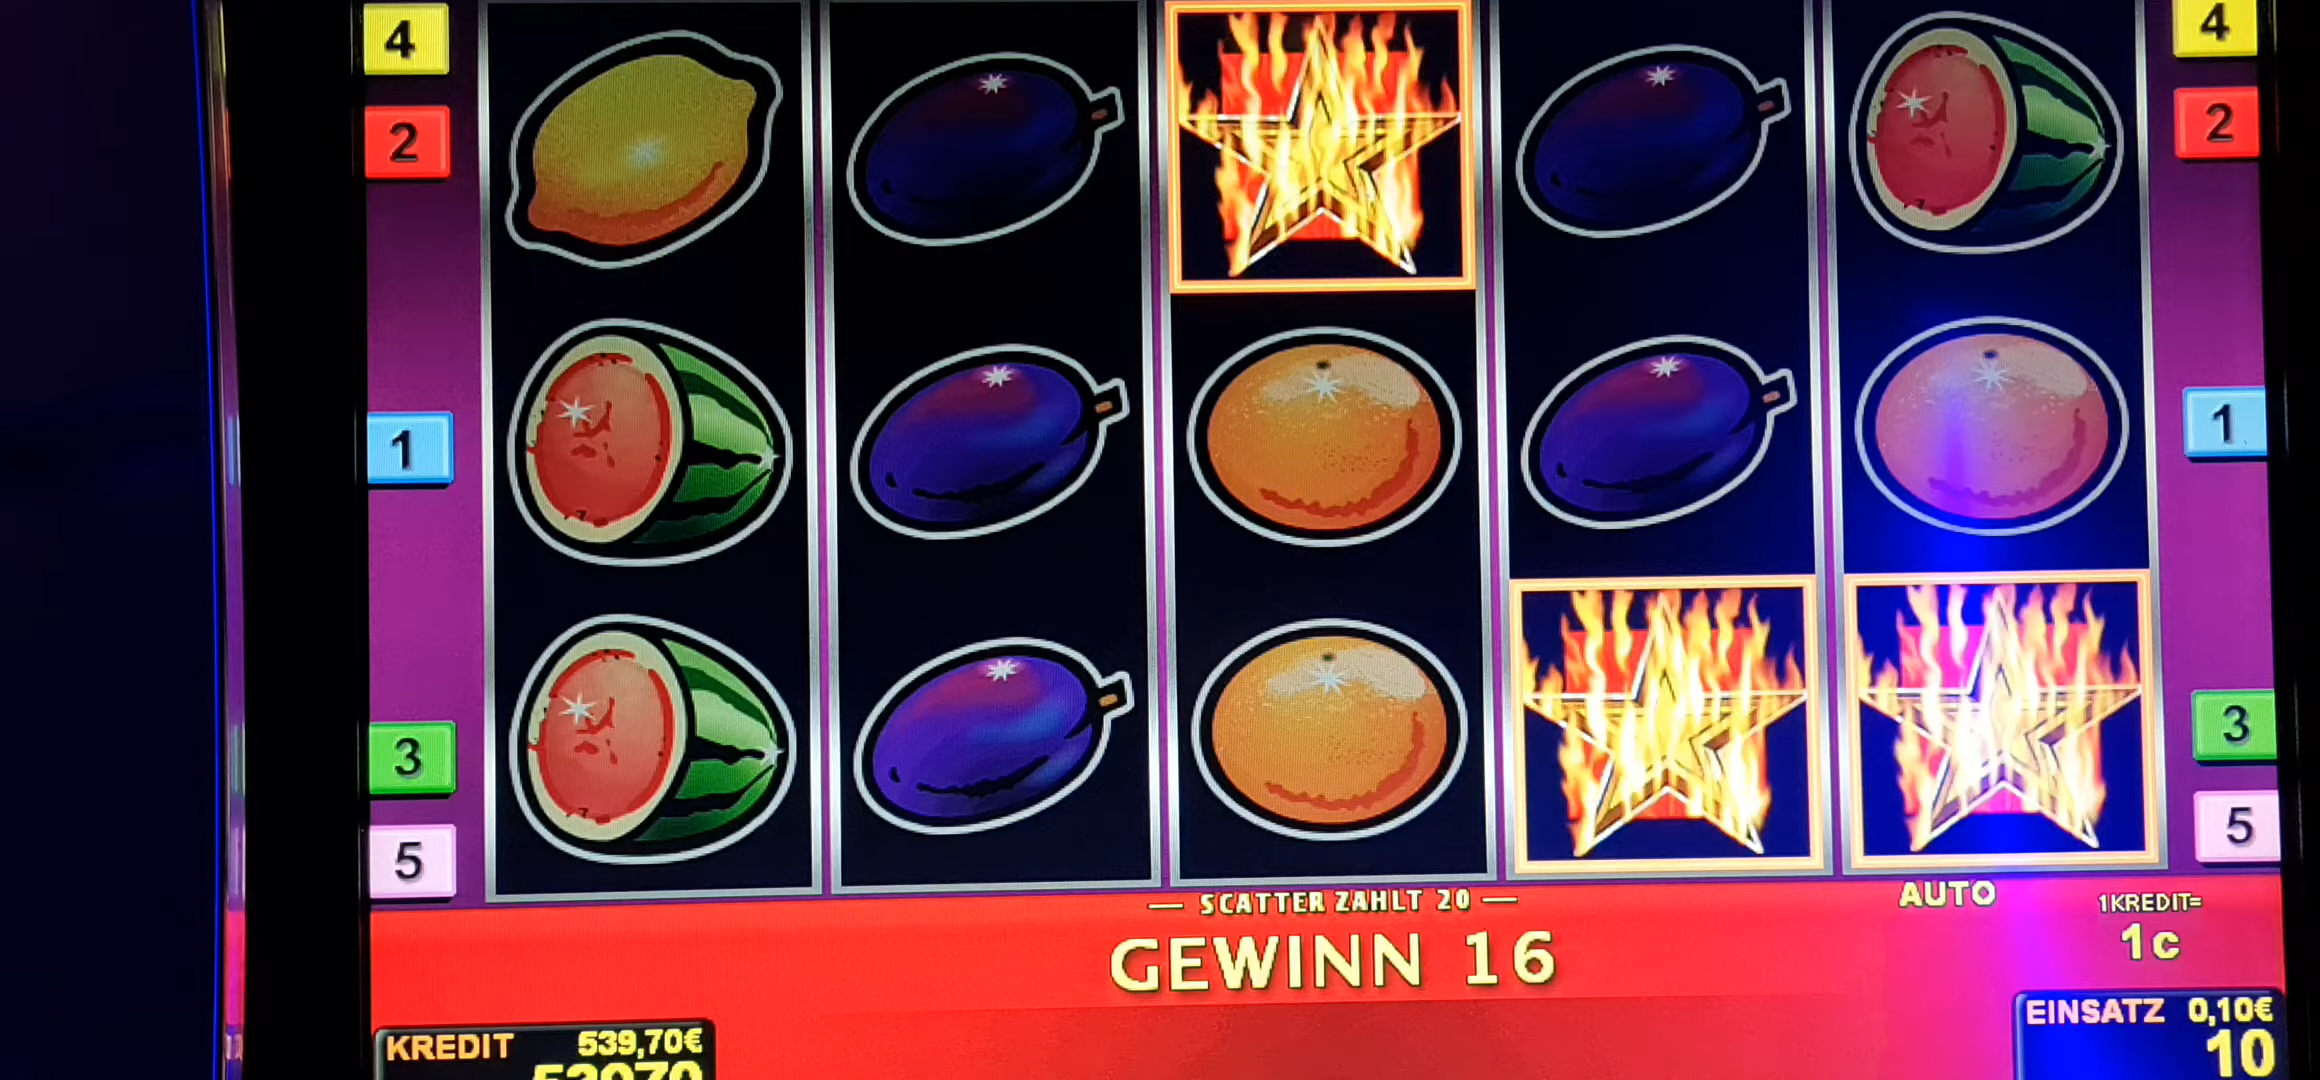 4
4
2
2
1
1
3
3
5
5
— SCATTER ZAHLT 20 —
AUTO
1KREDIT=
GEWINN 16
1c
KREDIT 539,70€
53970
EINSATZ 0,10€
10